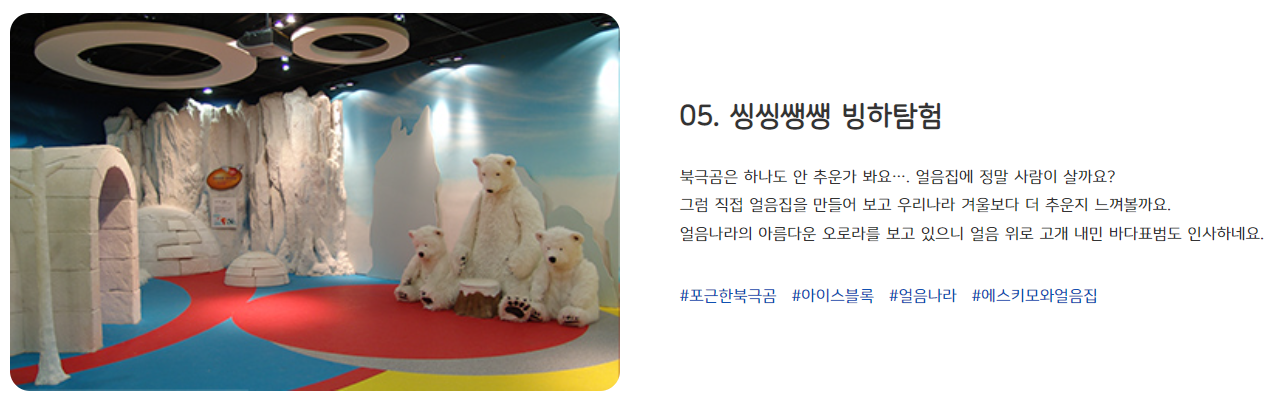 05. 씽씽쌩쌩 빙하탐험
북극곰은 하나도 안 추운가 봐요…. 얼음집에 정말 사람이 살까요?
그럼 직접 얼음집을 만들어 보고 우리나라 겨울보다 더 추운지 느껴볼까요.
얼음나라의 아름다운 오로라를 보고 있으니 얼음 위로 고개 내민 바다표범도 인사하네요.
#포근한북극곰 #아이스블록 #얼음나라 #에스키모와얼음집